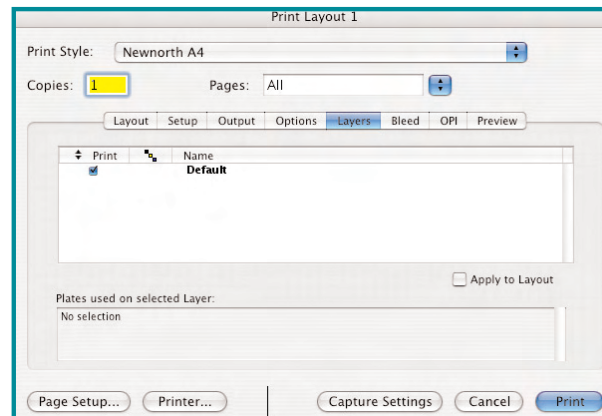 Print Layout 1
Print Style: Newnorth A4
Copies: 1 Pages: All
Layout Setup Output Options Layers Bleed OPI Preview
Print Name
Default
Apply to Layout
Plates used on selected Layer:
No selection
Page Setup... Printer... Capture Settings Cancel Print